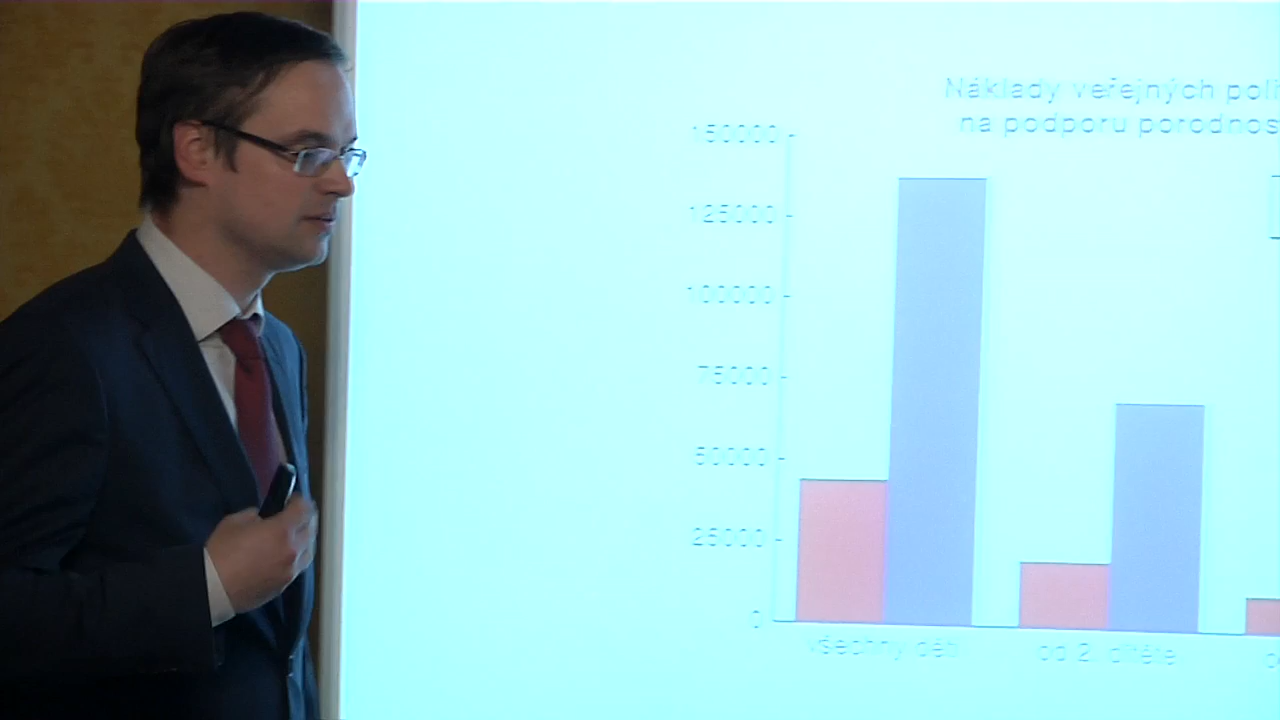 Náklady veřejných poli
na podporu porodnos
150000
125000
100000
75000
50000
25000
0
všechny děti
od 2. dítěte